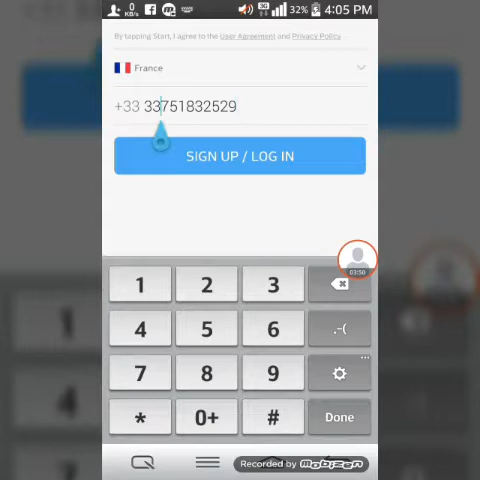 0
KB/s
3G
32%
4:05 PM
By tapping Start, I agree to the User Agreement and Privacy Policy .
France
+33 33751832529
SIGN UP / LOG IN
03:50
1 2 3
4 5 6 .-(
7 8 9
* 0+ # Done
Recorded by mobizen